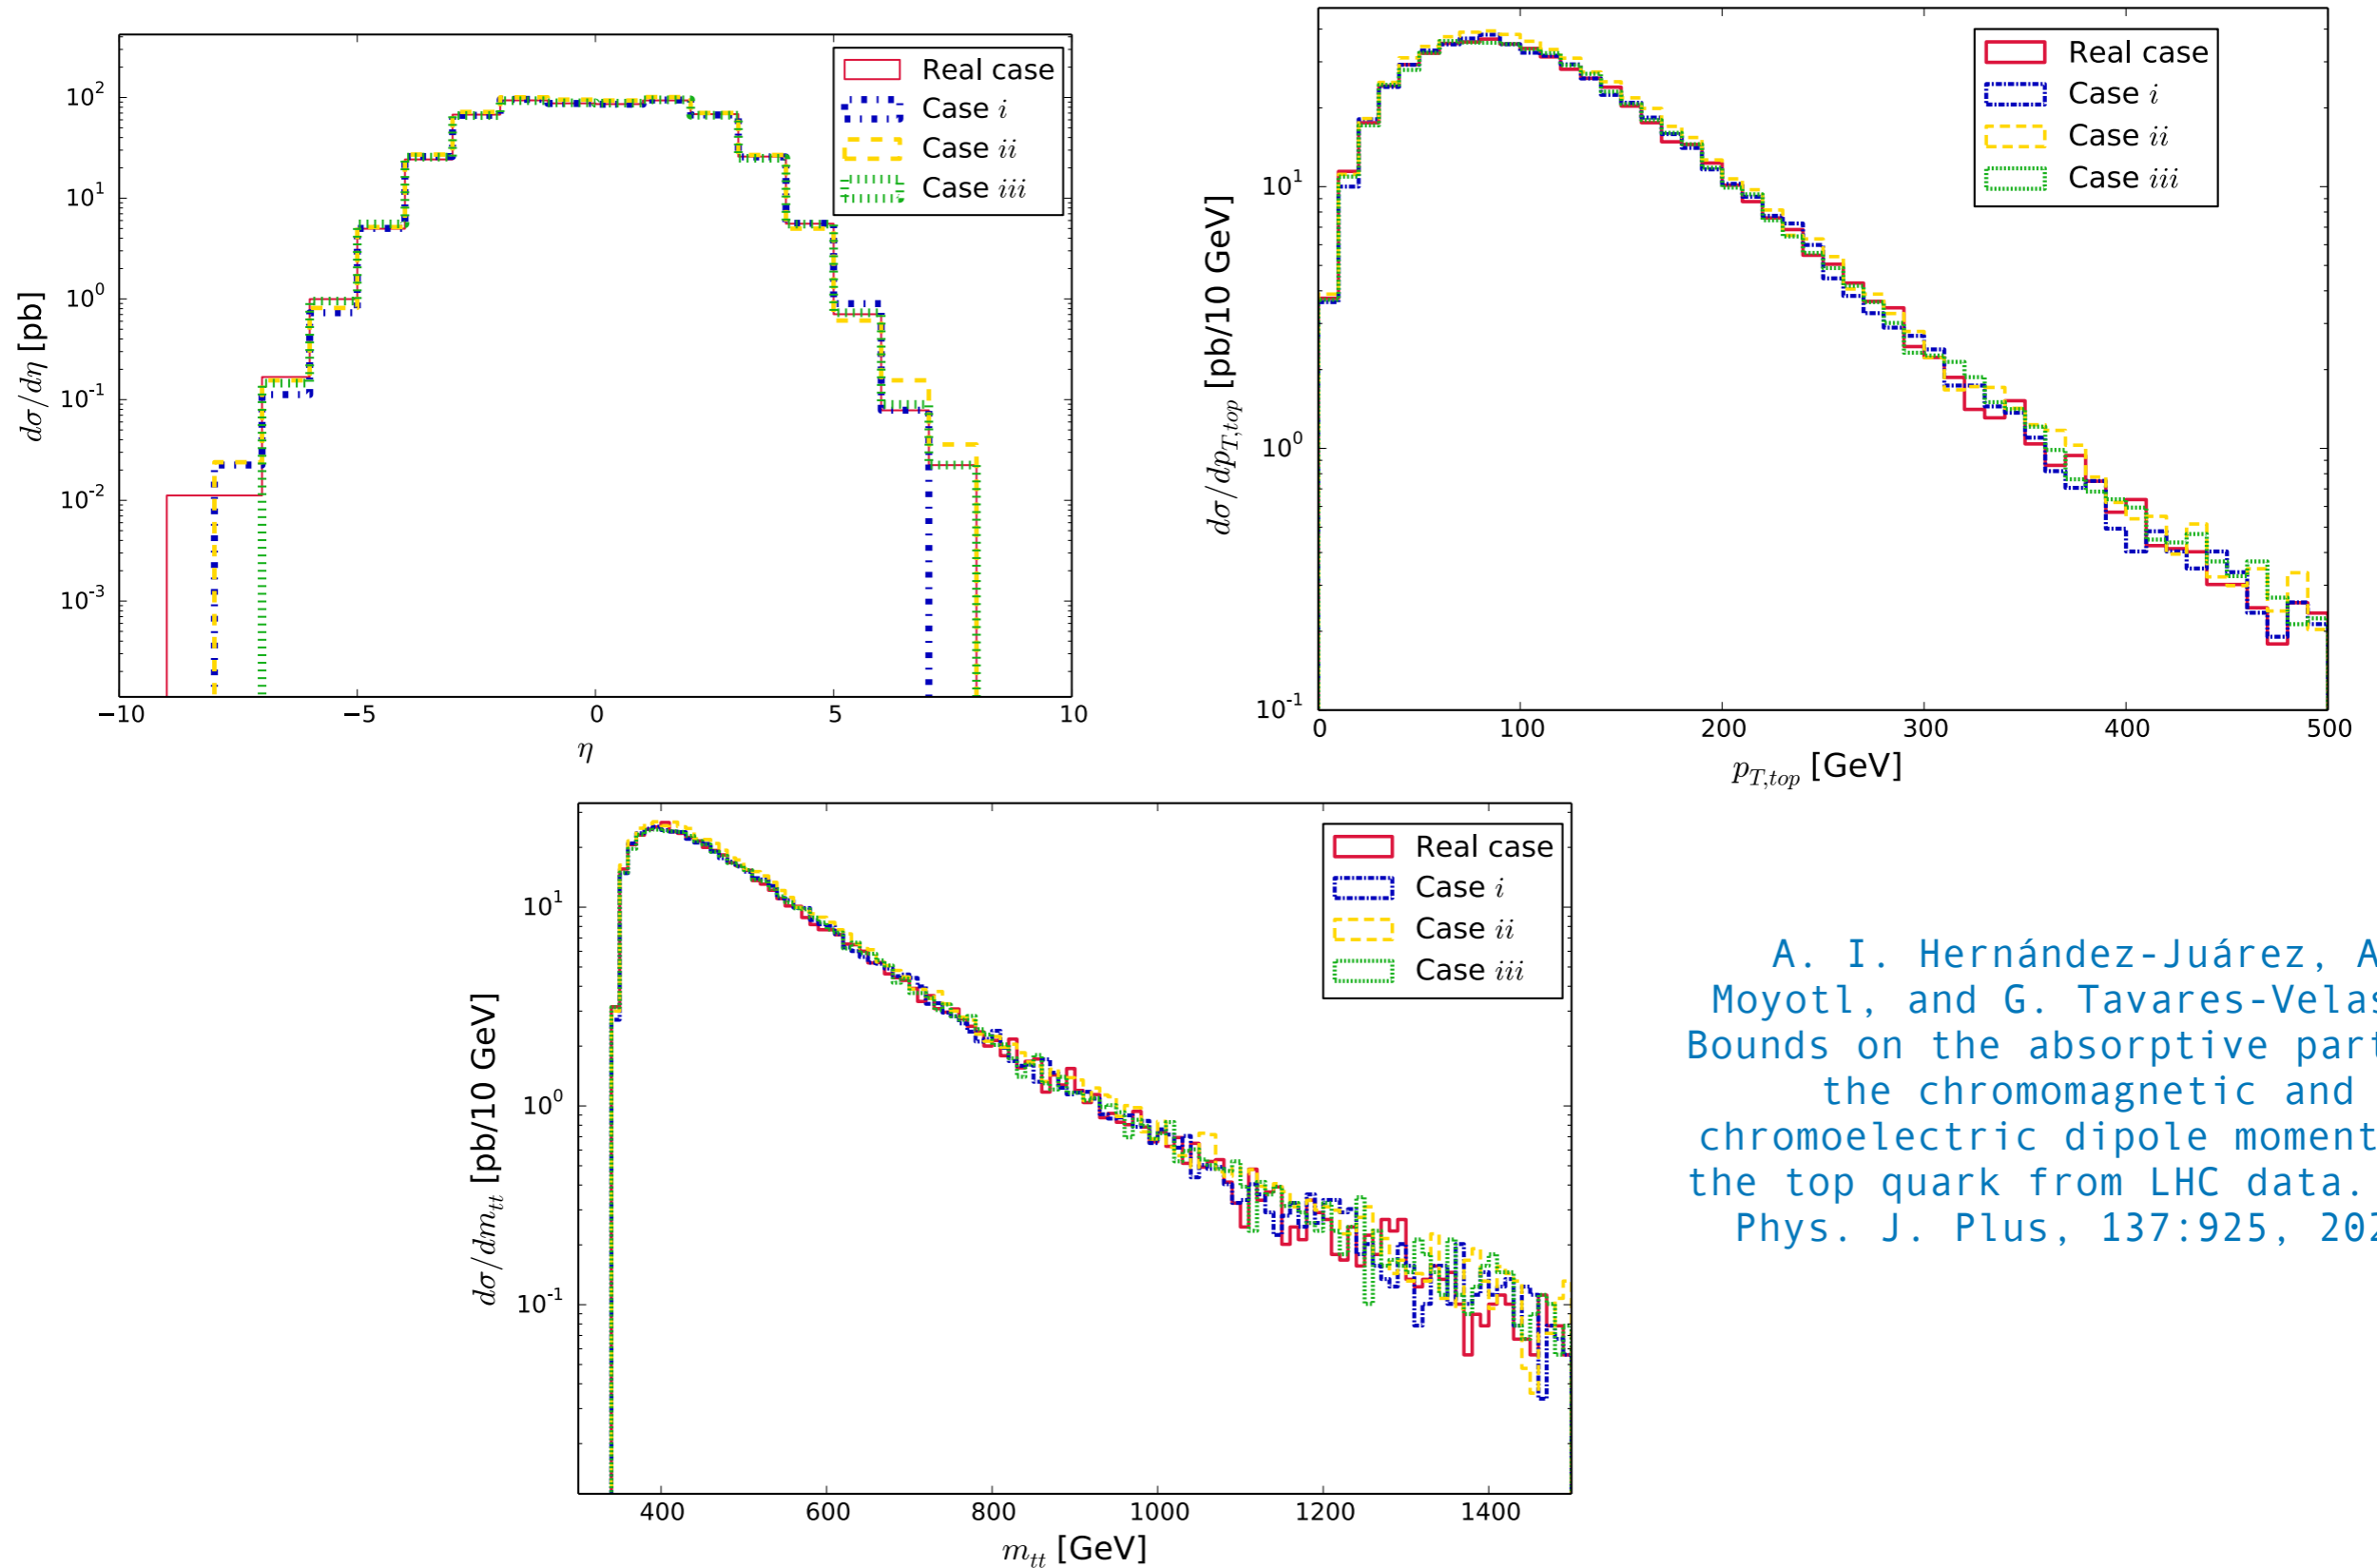 Real case
Case i
Case ii
Case iii
10^2
10^1
10^0
10^-1
10^-2
10^-3
dσ/dη [pb]
−10 −5 0 5 10
η
Real case
Case i
Case ii
Case iii
10^1
10^0
10^-1
dσ/dp_{T,top} [pb/10 GeV]
0 100 200 300 400 500
p_{T,top} [GeV]
Real case
Case i
Case ii
Case iii
10^1
10^0
10^-1
dσ/dm_{tt} [pb/10 GeV]
400 600 800 1000 1200 1400
m_{tt} [GeV]
A. I. Hernández-Juárez, A
Moyotl, and G. Tavares-Velas
Bounds on the absorptive part
the chromomagnetic and
chromoelectric dipole moment
the top quark from LHC data.
Phys. J. Plus, 137:925, 202